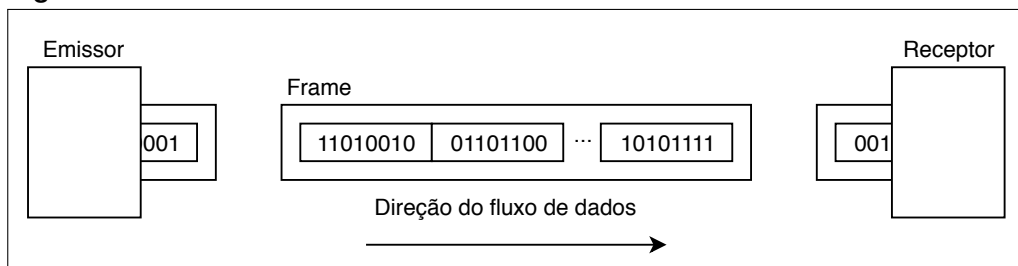 Emissor
Receptor
Frame
001
11010010 01101100 ... 10101111
001
Direção do fluxo de dados